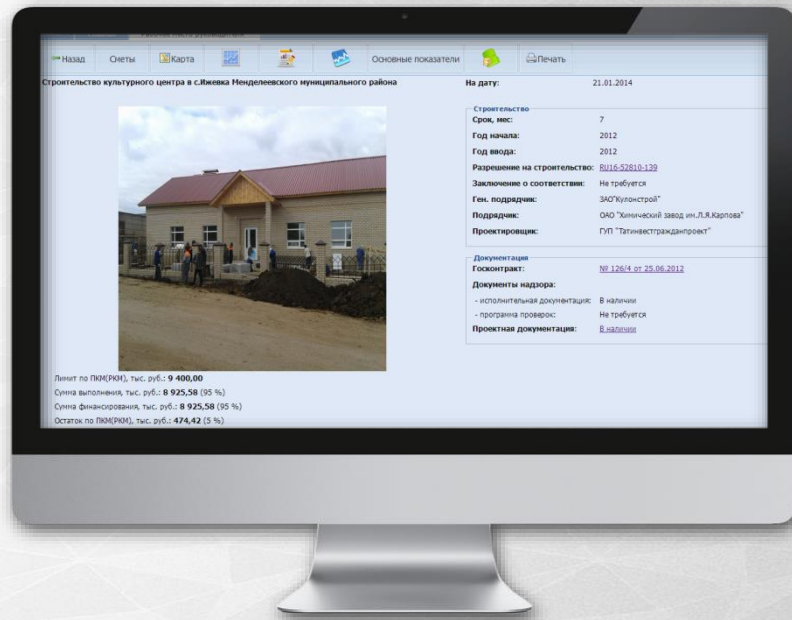 Назад Сметы Карта Основные показатели Печать
Строительство культурного центра в с.Ижевка Менделеевского муниципального района
На дату: 21.01.2014
Строительство
Срок, мес: 7
Год начала: 2012
Год ввода: 2012
Разрешение на строительство: RU16-52810-139
Заключение о соответствии: Не требуется
Ген. подрядчик: ЗАО"Кулонстрой"
Подрядчик: ОАО "Химический завод им.Л.Я.Карпова"
Проектировщик: ГУП "Татинвестгражданпроект"
Документация
Госконтракт: № 126/4 от 25.06.2012
Документы надзора:
- исполнительная документация: В наличии
- программа проверок: Не требуется
Проектная документация: В наличии
Лимит по ПКМ(РКМ), тыс. руб.: 9 400,00
Сумма выполнения, тыс. руб.: 8 925,58 (95 %)
Сумма финансирования, тыс. руб.: 8 925,58 (95 %)
Остаток по ПКМ(РКМ), тыс. руб.: 474,42 (5 %)